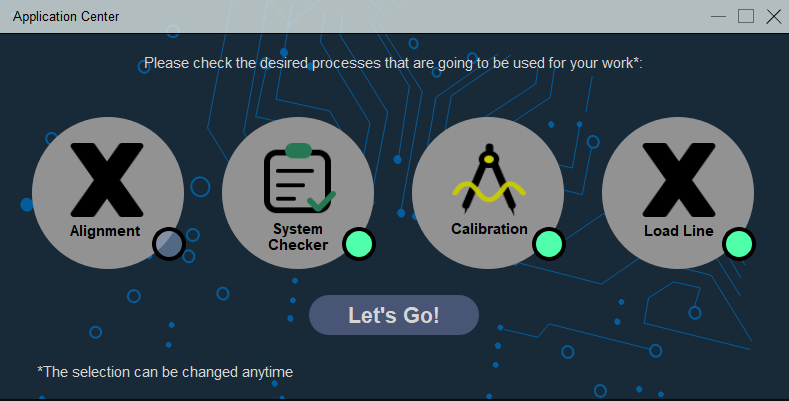 Application Center
Please check the desired processes that are going to be used for your work*:
Alignment
System
Checker
Calibration
Load Line
Let's Go!
*The selection can be changed anytime